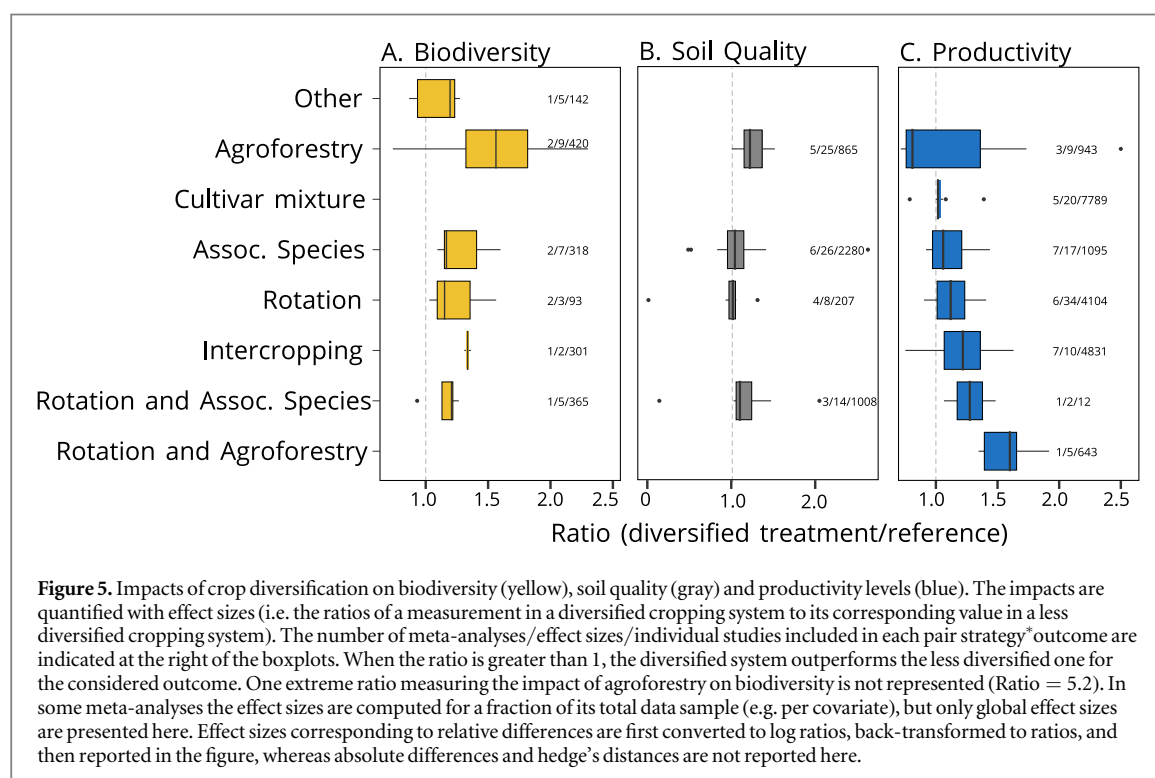 A. Biodiversity
B. Soil Quality
C. Productivity
Other
1/5/142
Agroforestry
2/9/420
5/25/865
3/9/943
Cultivar mixture
5/20/7789
Assoc. Species
2/7/318
6/26/2280
7/17/1095
Rotation
2/3/93
4/8/207
6/34/4104
Intercropping
1/2/301
7/10/4831
Rotation and Assoc. Species
1/5/365
3/14/1008
1/2/12
Rotation and Agroforestry
1/5/643
1.0 1.5 2.0 2.5
0 1.0 2.0
1.0 1.5 2.0 2.5
Ratio (diversified treatment/reference)
Figure 5. Impacts of crop diversification on biodiversity (yellow), soil quality (gray) and productivity levels (blue). The impacts are
quantified with effect sizes (i.e. the ratios of a measurement in a diversified cropping system to its corresponding value in a less
diversified cropping system). The number of meta-analyses/effect sizes/individual studies included in each pair strategy*outcome are
indicated at the right of the boxplots. When the ratio is greater than 1, the diversified system outperforms the less diversified one for
the considered outcome. One extreme ratio measuring the impact of agroforestry on biodiversity is not represented (Ratio = 5.2). In
some meta-analyses the effect sizes are computed for a fraction of its total data sample (e.g. per covariate), but only global effect sizes
are presented here. Effect sizes corresponding to relative differences are first converted to log ratios, back-transformed to ratios, and
then reported in the figure, whereas absolute differences and hedge's distances are not reported here.